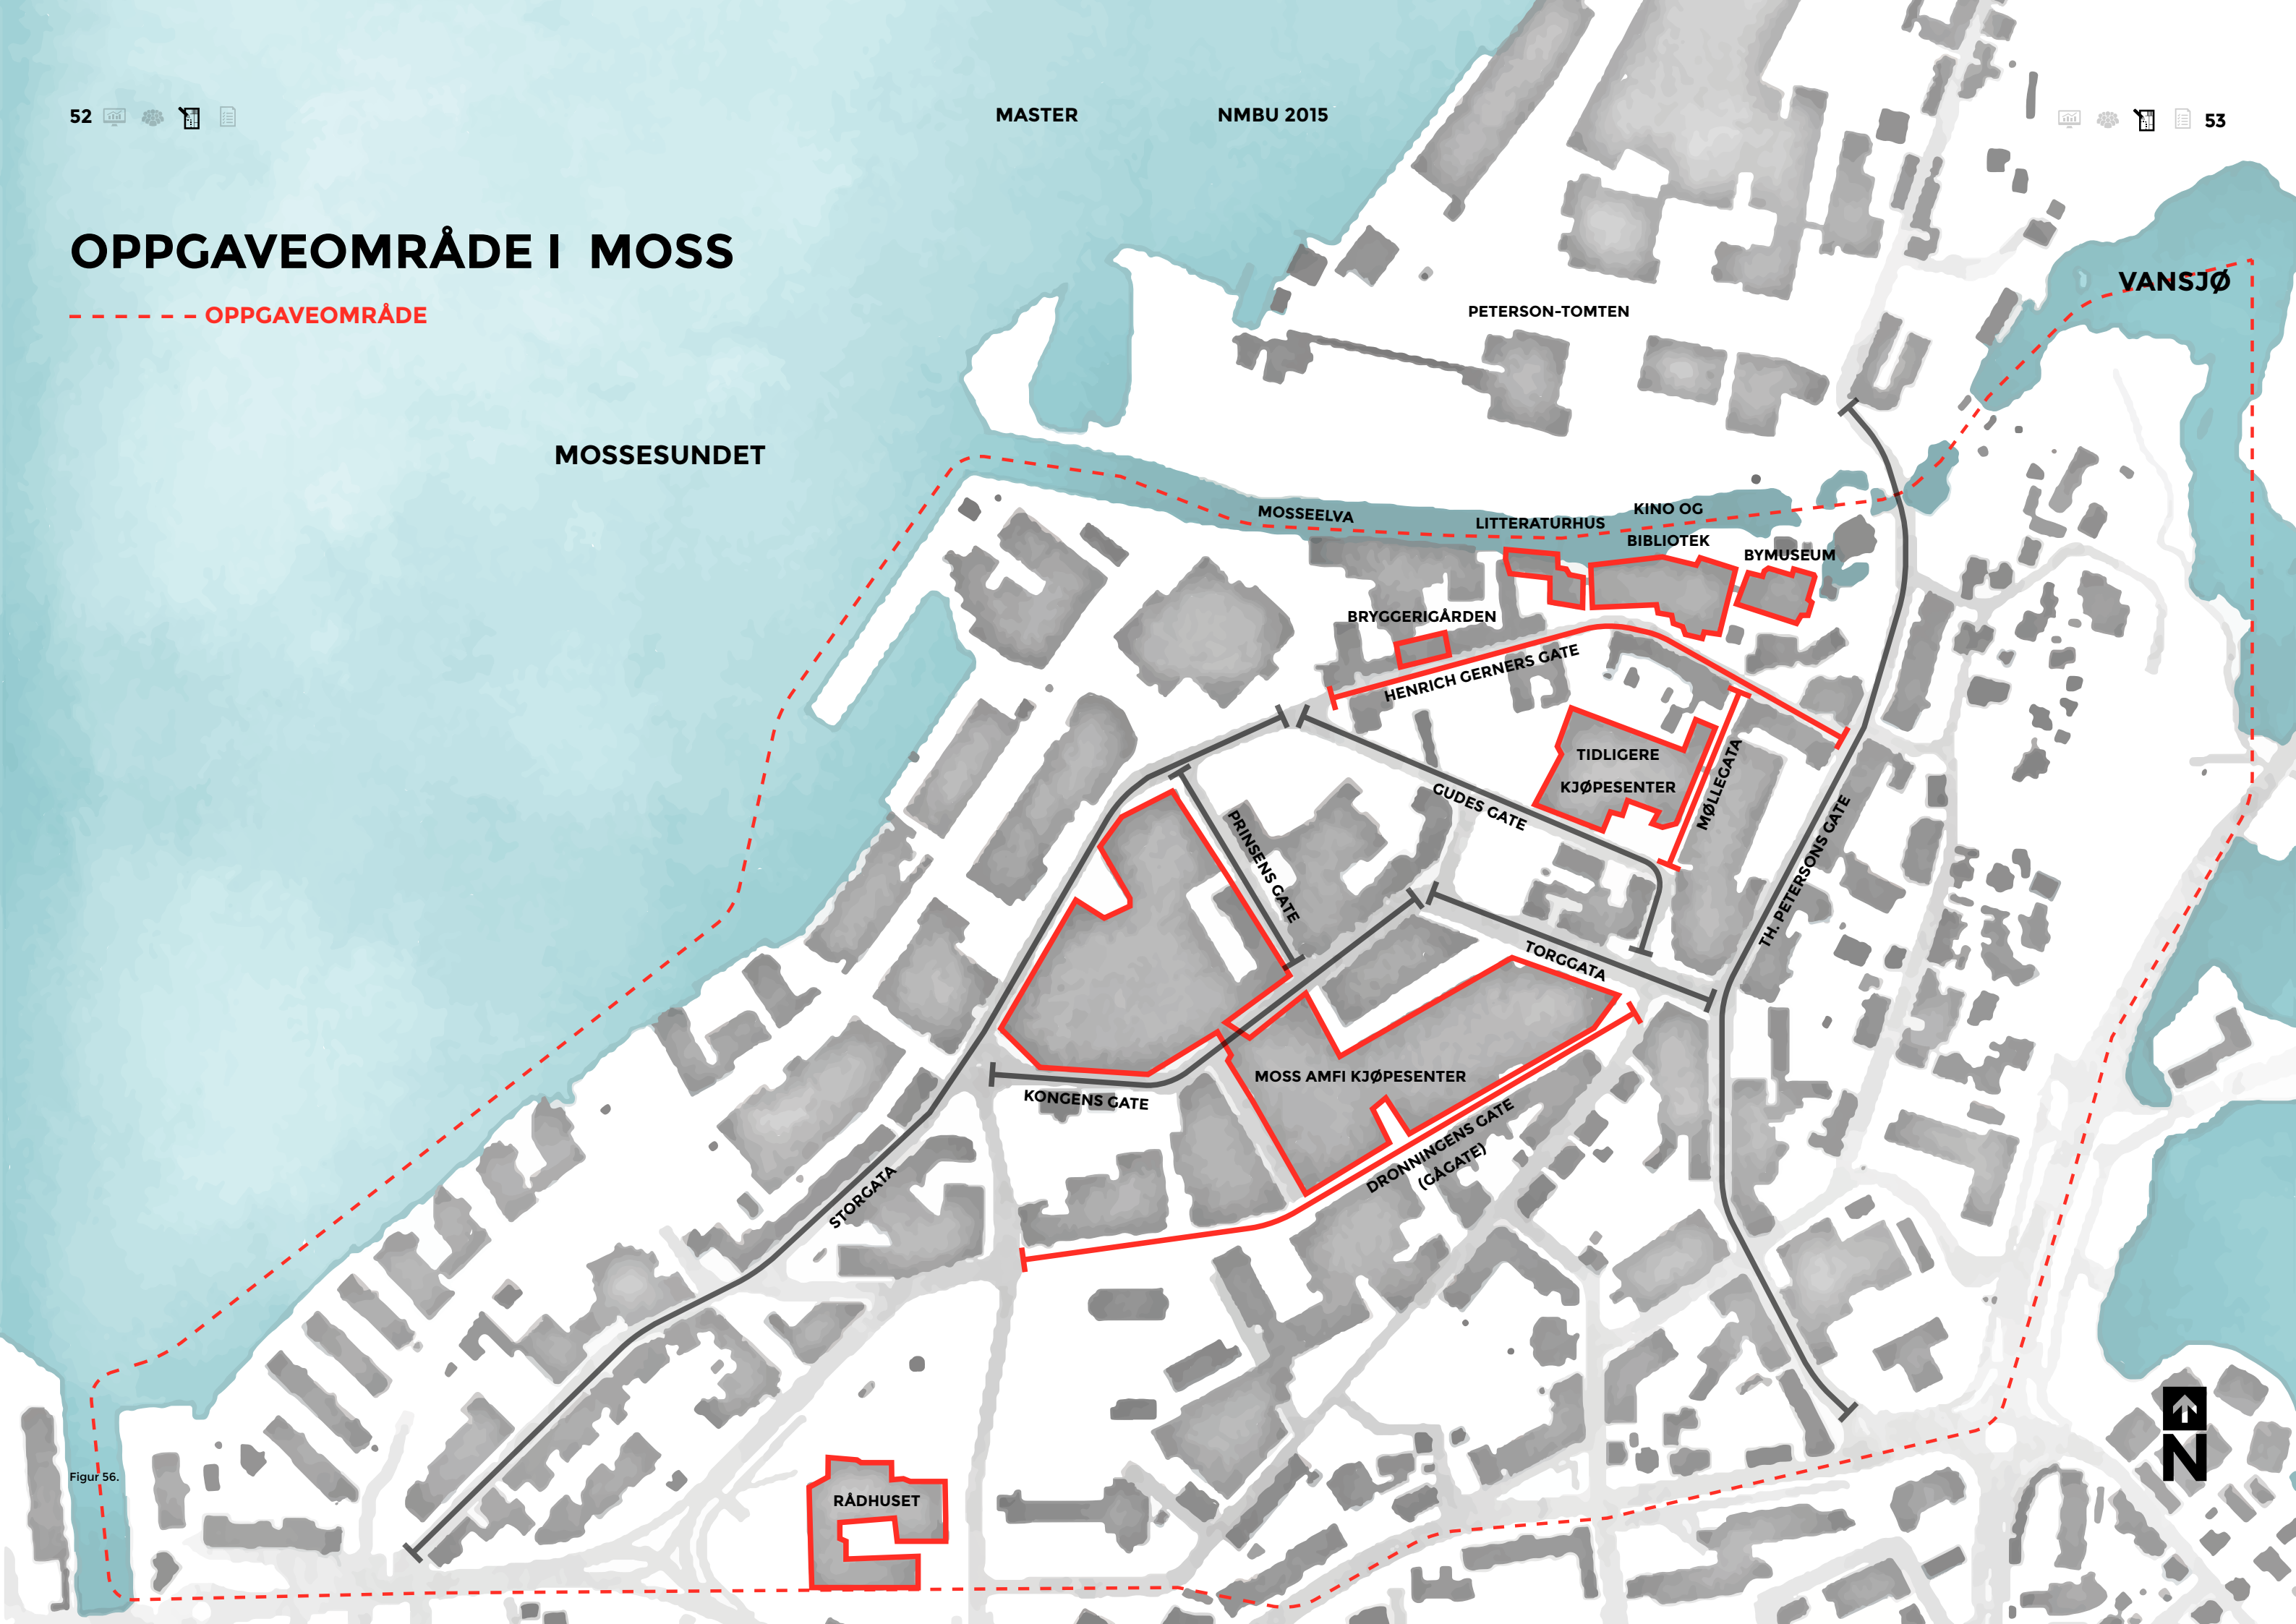 52
MASTER
NMBU 2015
53
OPPGAVEOMRÅDE I MOSS
OPPGAVEOMRÅDE
VANSJØ
PETERSON-TOMTEN
MOSSESUNDET
MOSSEELVA
LITTERATURHUS
KINO OG
BIBLIOTEK
BYMUSEUM
BRYGGERIGÅRDEN
HENRICH GERNERS GATE
TIDLIGERE
KJØPESENTER
MØLLEGATA
GUDES GATE
PRINSENS GATE
TH. PETERSONS GATE
TORGGATA
MOSS AMFI KJØPESENTER
KONGENS GATE
DRONNINGENS GATE
(GÅGATE)
STORGATA
RÅDHUSET
Figur 56.
N